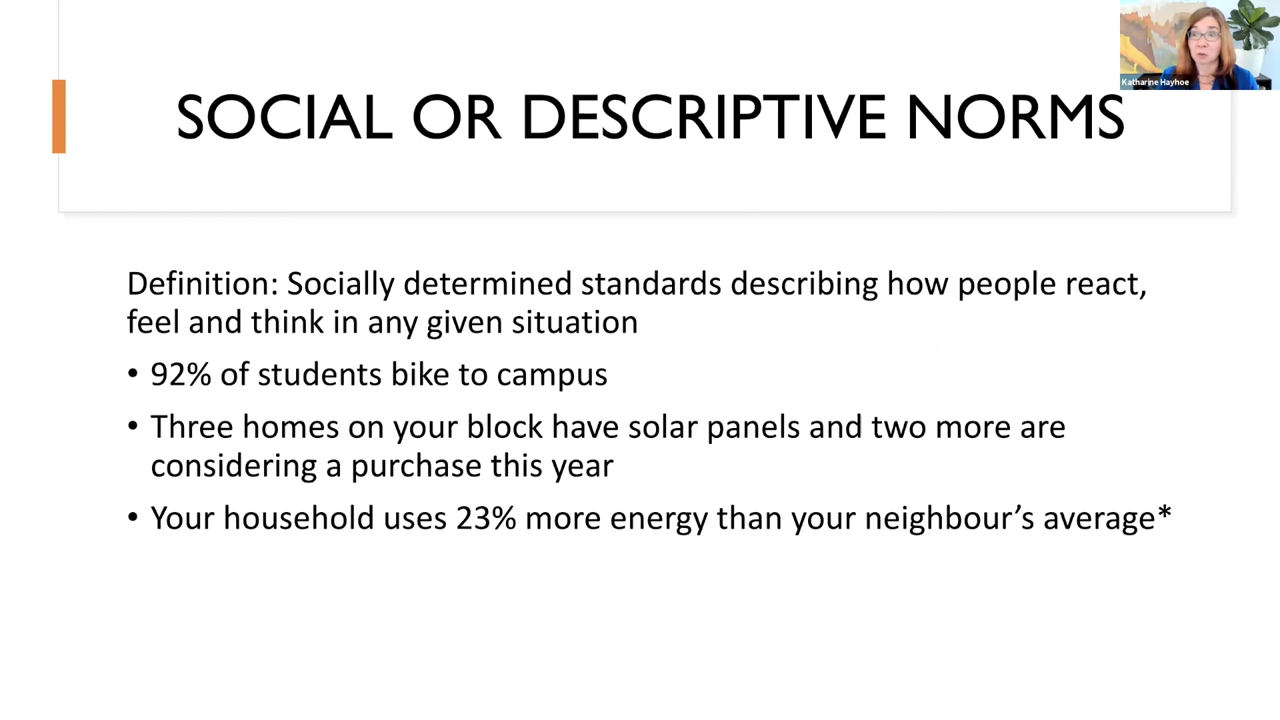 Katharine Hayhoe
SOCIAL OR DESCRIPTIVE NORMS
Definition: Socially determined standards describing how people react,
feel and think in any given situation
• 92% of students bike to campus
• Three homes on your block have solar panels and two more are
considering a purchase this year
• Your household uses 23% more energy than your neighbour’s average*